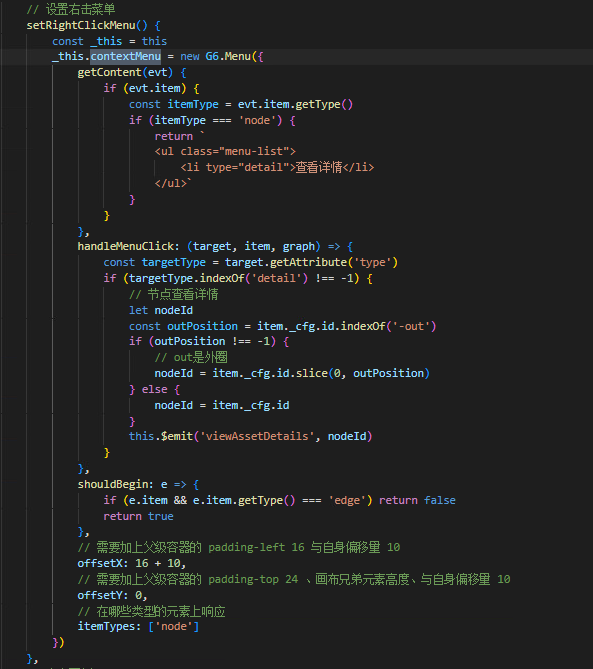 // 设置右击菜单
setRightClickMenu() {
const _this = this
_this.contextMenu = new G6.Menu({
getContent(evt) {
if (evt.item) {
const itemType = evt.item.getType()
if (itemType === 'node') {
return `
<ul class="menu-list">
<li type="detail">查看详情</li>
</ul>`
}
}
},
handleMenuClick: (target, item, graph) => {
const targetType = target.getAttribute('type')
if (targetType.indexOf('detail') !== -1) {
// 节点查看详情
let nodeId
const outPosition = item._cfg.id.indexOf('-out')
if (outPosition !== -1) {
// out是外圈
nodeId = item._cfg.id.slice(0, outPosition)
} else {
nodeId = item._cfg.id
}
this.$emit('viewAssetDetails', nodeId)
}
},
shouldBegin: e => {
if (e.item && e.item.getType() === 'edge') return false
return true
},
// 需要加上父级容器的 padding-left 16 与自身偏移量 10
offsetX: 16 + 10,
// 需要加上父级容器的 padding-top 24 、画布兄弟元素高度、与自身偏移量 10
offsetY: 0,
// 在哪些类型的元素上响应
itemTypes: ['node']
})
},